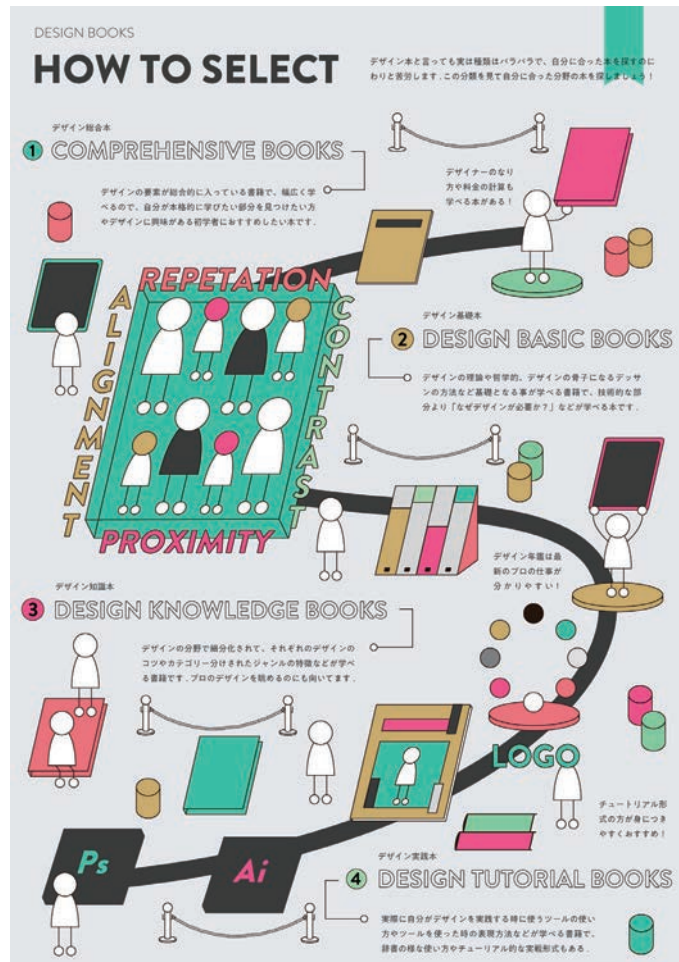 DESIGN BOOKS
HOW TO SELECT
デザイン本と言っても実は種類はバラバラで、自分に合った本を探すのに
わりと苦労します.この分類を見て自分に合った分野の本を探しましょう！
デザイン総合本
1 COMPREHENSIVE BOOKS
デザインの要素が総合的に入っている書籍で、幅広く学
べるので、自分が本格的に学びたい部分を見つけたい方
やデザインに興味がある初学者におすすめしたい本です.
デザイナーのなり
方や料金の計算も
学べる本がある！
REPETATION
ALIGNMENT
CONTRAST
PROXIMITY
デザイン基礎本
2 DESIGN BASIC BOOKS
デザインの理論や哲学的、デザインの骨子になるデッサ
ンの方法など基礎となる事が学べる書籍で、技術的な部
分より「なぜデザインが必要か？」などが学べる本です.
デザイン年鑑は最
新のプロの仕事が
分かりやすい！
デザイン知識本
3 DESIGN KNOWLEDGE BOOKS
デザインの分野で細分化されて、それぞれのデザインの
コツやカテゴリー分けされたジャンルの特徴などが学べ
る書籍です.プロのデザインを眺めるのにも向いてます.
LOGO
チュートリアル形
式の方が身につき
やすくおすすめ！
Ps
Ai
デザイン実践本
4 DESIGN TUTORIAL BOOKS
実際に自分がデザインを実践する時に使うツールの使い
方やツールを使った時の表現方法などが学べる書籍で、
辞書の様な使い方やチューリアル的な実戦形式もある.